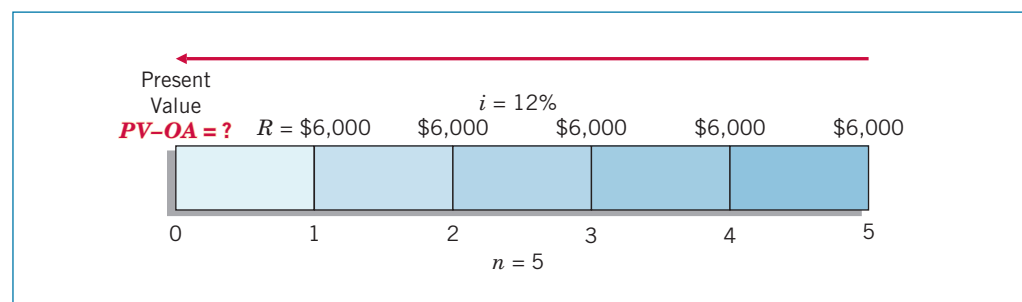 Present
Value
i = 12%
PV–OA = ? R = $6,000 $6,000 $6,000 $6,000 $6,000
0 1 2 3 4 5
n = 5